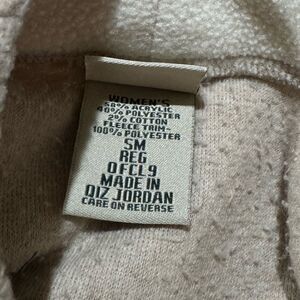 WOMEN'S
58% ACRYLIC
40% POLYESTER
2% COTTON
FLEECE TRIM-
100% POLYESTER
SM
REG
0FCL9
MADE IN
QIZ JORDAN
CARE ON REVERSE